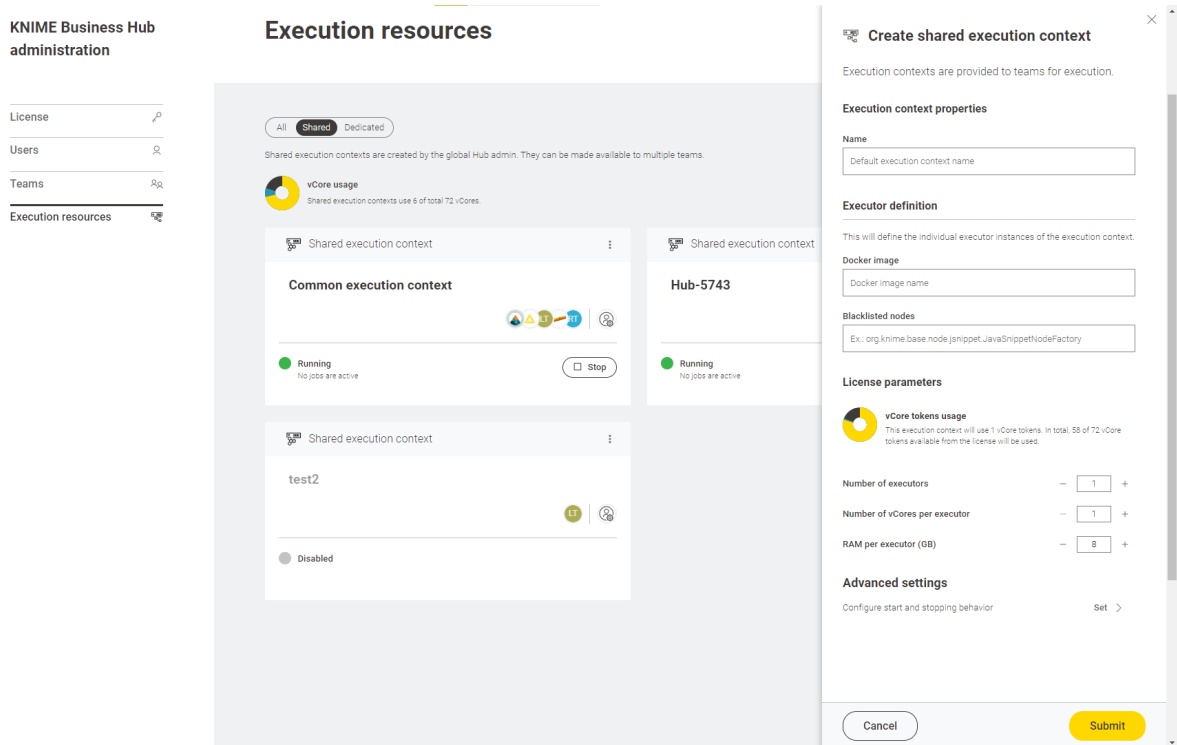 KNIME Business Hub
administration
License
Users
Teams
Execution resources
Execution resources
All Shared Dedicated
Shared execution contexts are created by the global Hub admin. They can be made available to multiple teams.
vCore usage
Shared execution contexts use 6 of total 72 vCores.
Shared execution context
Common execution context
LT RT
Running
No jobs are active
Stop
Shared execution context
Hub-5743
Running
No jobs are active
Shared execution context
test2
LT
Disabled
Create shared execution context
Execution contexts are provided to teams for execution.
Execution context properties
Name
Default execution context name
Executor definition
This will define the individual executor instances of the execution context.
Docker image
Docker image name
Blacklisted nodes
Ex.: org.knime.base.node.jsnippet.JavaSnippetNodeFactory
License parameters
vCore tokens usage
This execution context will use 1 vCore tokens. In total, 58 of 72 vCore
tokens available from the license will be used.
Number of executors − 1 +
Number of vCores per executor − 1 +
RAM per executor (GB) − 8 +
Advanced settings
Configure start and stopping behavior Set
Cancel Submit